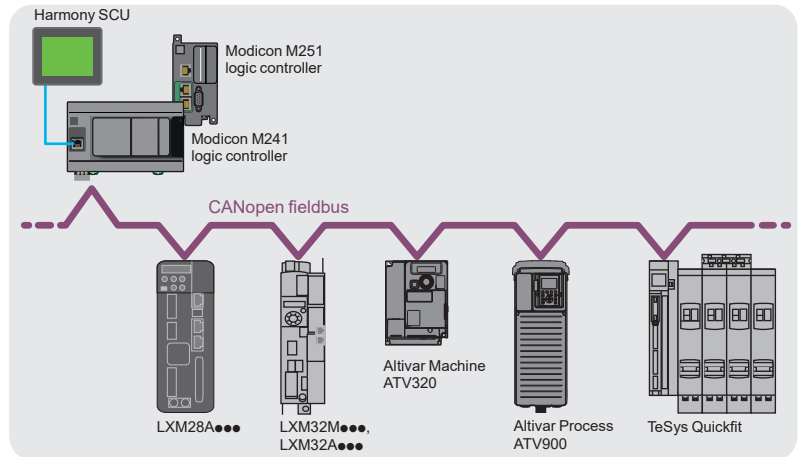 Harmony SCU
Modicon M251
logic controller
Modicon M241
logic controller
CANopen fieldbus
LXM28A●●●
LXM32M●●●,
LXM32A●●●
Altivar Machine
ATV320
Altivar Process
ATV900
TeSys Quickfit